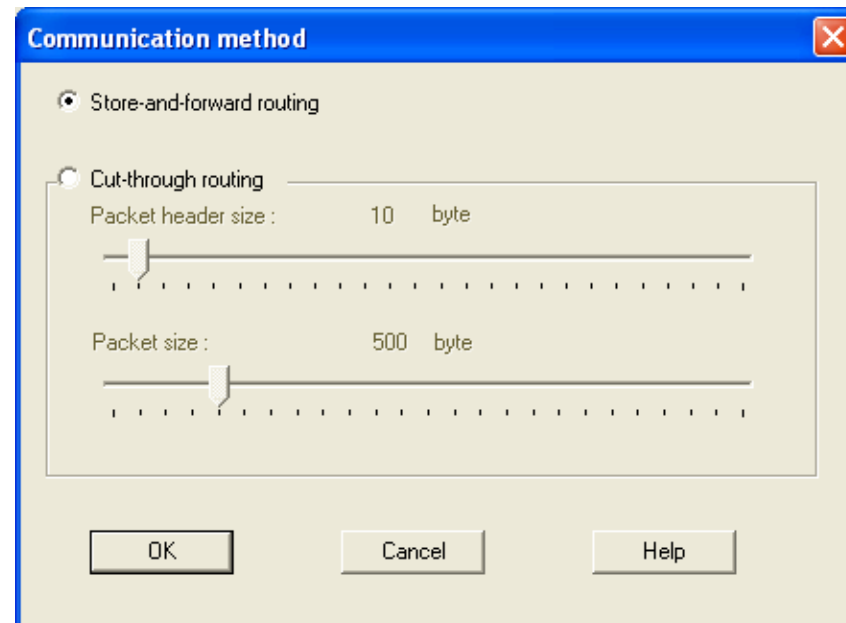 Communication method
Store-and-forward routing
Cut-through routing
Packet header size : 10 byte
Packet size : 500 byte
OK Cancel Help